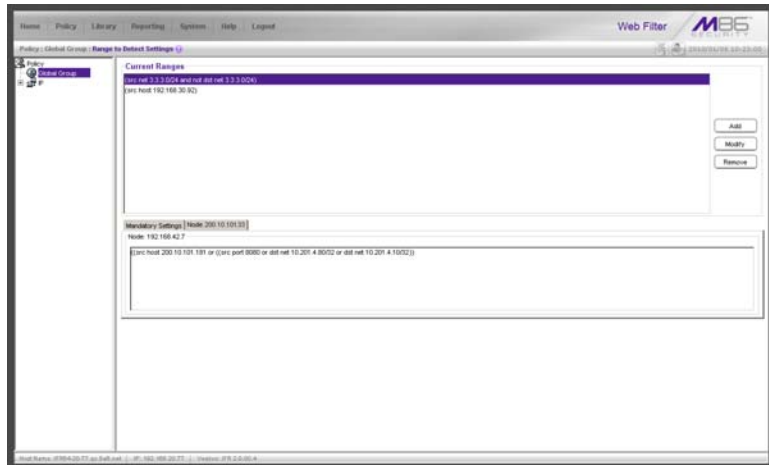 Home Policy Library Reporting System Help Logout
Web Filter
M86
SECURITY
Policy : Global Group : Range to Detect Settings
Policy
Global Group
IP
Current Ranges
(src net 3.3.3.0/24 and not dst net 3.3.3.0/24)
(src host 192.168.30.92)
Add
Modify
Remove
Mandatory Settings
Node 200.10.101.33
Node: 192.168.42.7
((src host 200.10.101.191 or ((src port 8080 or dst net 10.201.4.80/32 or dst net 10.201.4.10/32))